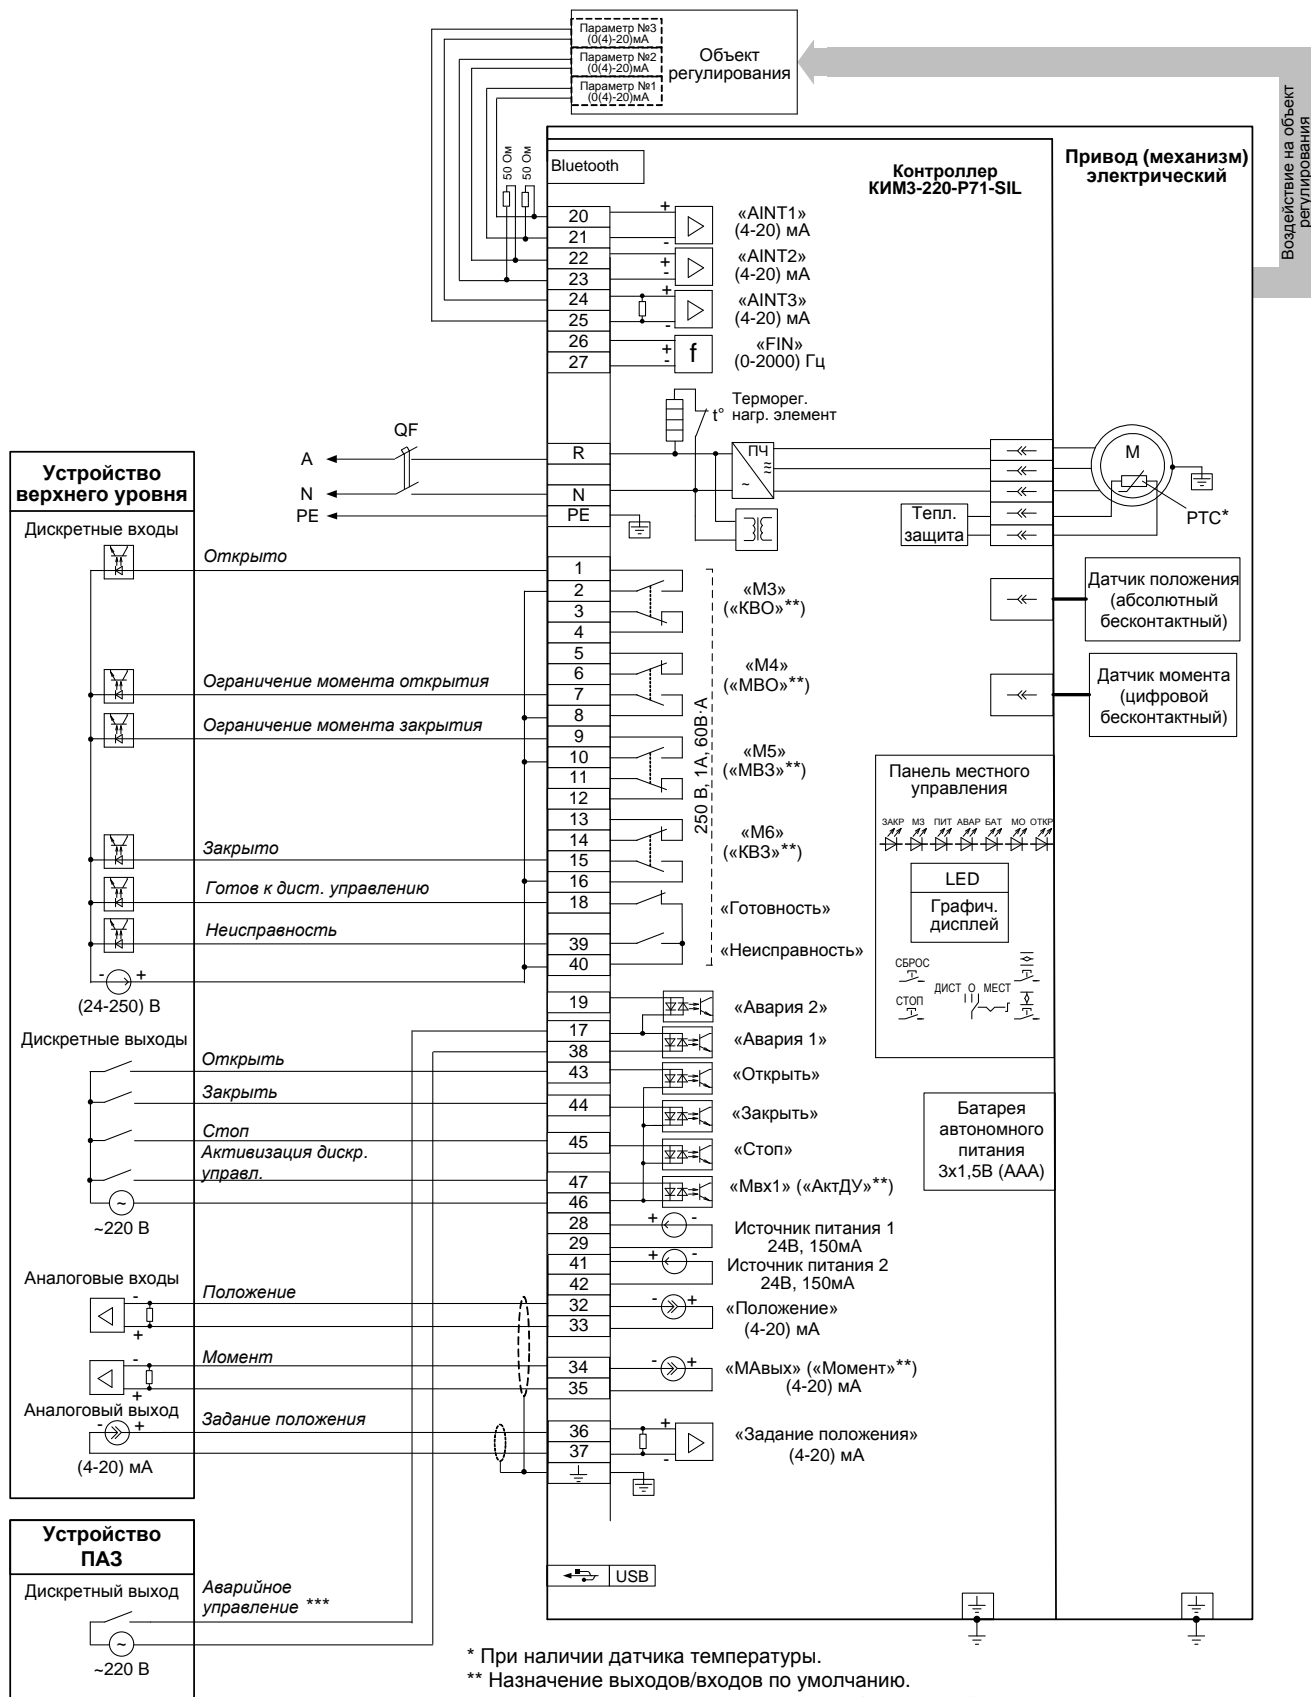 Параметр №3
(0(4)-20)мА
Параметр №2
(0(4)-20)мА
Параметр №1
(0(4)-20)мА
Объект
регулирования
Воздействие на объект
регулирования
50 Ом
50 Ом
Bluetooth
Контроллер
КИМ3-220-Р71-SIL
Привод (механизм)
электрический
20
21
22
23
24
25
26
27
+
-
«AINT1»
(4-20) мА
+
-
«AINT2»
(4-20) мА
+
-
«AINT3»
(4-20) мА
+
-
f
«FIN»
(0-2000) Гц
Терморег.
t° нагр. элемент
QF
A
N
PE
R
N
PE
ПЧ
~
≈
M
PTC*
Тепл.
защита
Датчик положения
(абсолютный
бесконтактный)
Датчик момента
(цифровой
бесконтактный)
Устройство
верхнего уровня
Дискретные входы
Открыто
Ограничение момента открытия
Ограничение момента закрытия
Закрыто
Готов к дист. управлению
Неисправность
- +
(24-250) В
1
2
3
4
5
6
7
8
9
10
11
12
13
14
15
16
18
39
40
«М3»
(«КВО»**)
«М4»
(«МВО»**)
«М5»
(«МВЗ»**)
«М6»
(«КВЗ»**)
«Готовность»
«Неисправность»
250 В, 1А, 60В·А
Панель местного
управления
ЗАКР МЗ ПИТ АВАР БАТ МО ОТКР
LED
Графич.
дисплей
СБРОС
СТОП
ДИСТ О МЕСТ
Дискретные выходы
Открыть
Закрыть
Стоп
Активизация дискр.
управл.
~
~220 В
19
17
38
43
44
45
47
46
28
29
41
42
32
33
34
35
36
37
«Авария 2»
«Авария 1»
«Открыть»
«Закрыть»
«Стоп»
«Мвх1» («АктДУ»**)
+ -
Источник питания 1
24В, 150мА
+ -
Источник питания 2
24В, 150мА
- +
«Положение»
(4-20) мА
- +
«МАвых» («Момент»**)
(4-20) мА
+
-
«Задание положения»
(4-20) мА
Батарея
автономного
питания
3х1,5В (ААА)
Аналоговые входы
-
+
Положение
-
+
Момент
Аналоговый выход
- +
Задание положения
(4-20) мА
USB
Устройство
ПАЗ
Дискретный выход
Аварийное
управление ***
~
~220 В
* При наличии датчика температуры.
** Назначение выходов/входов по умолчанию.